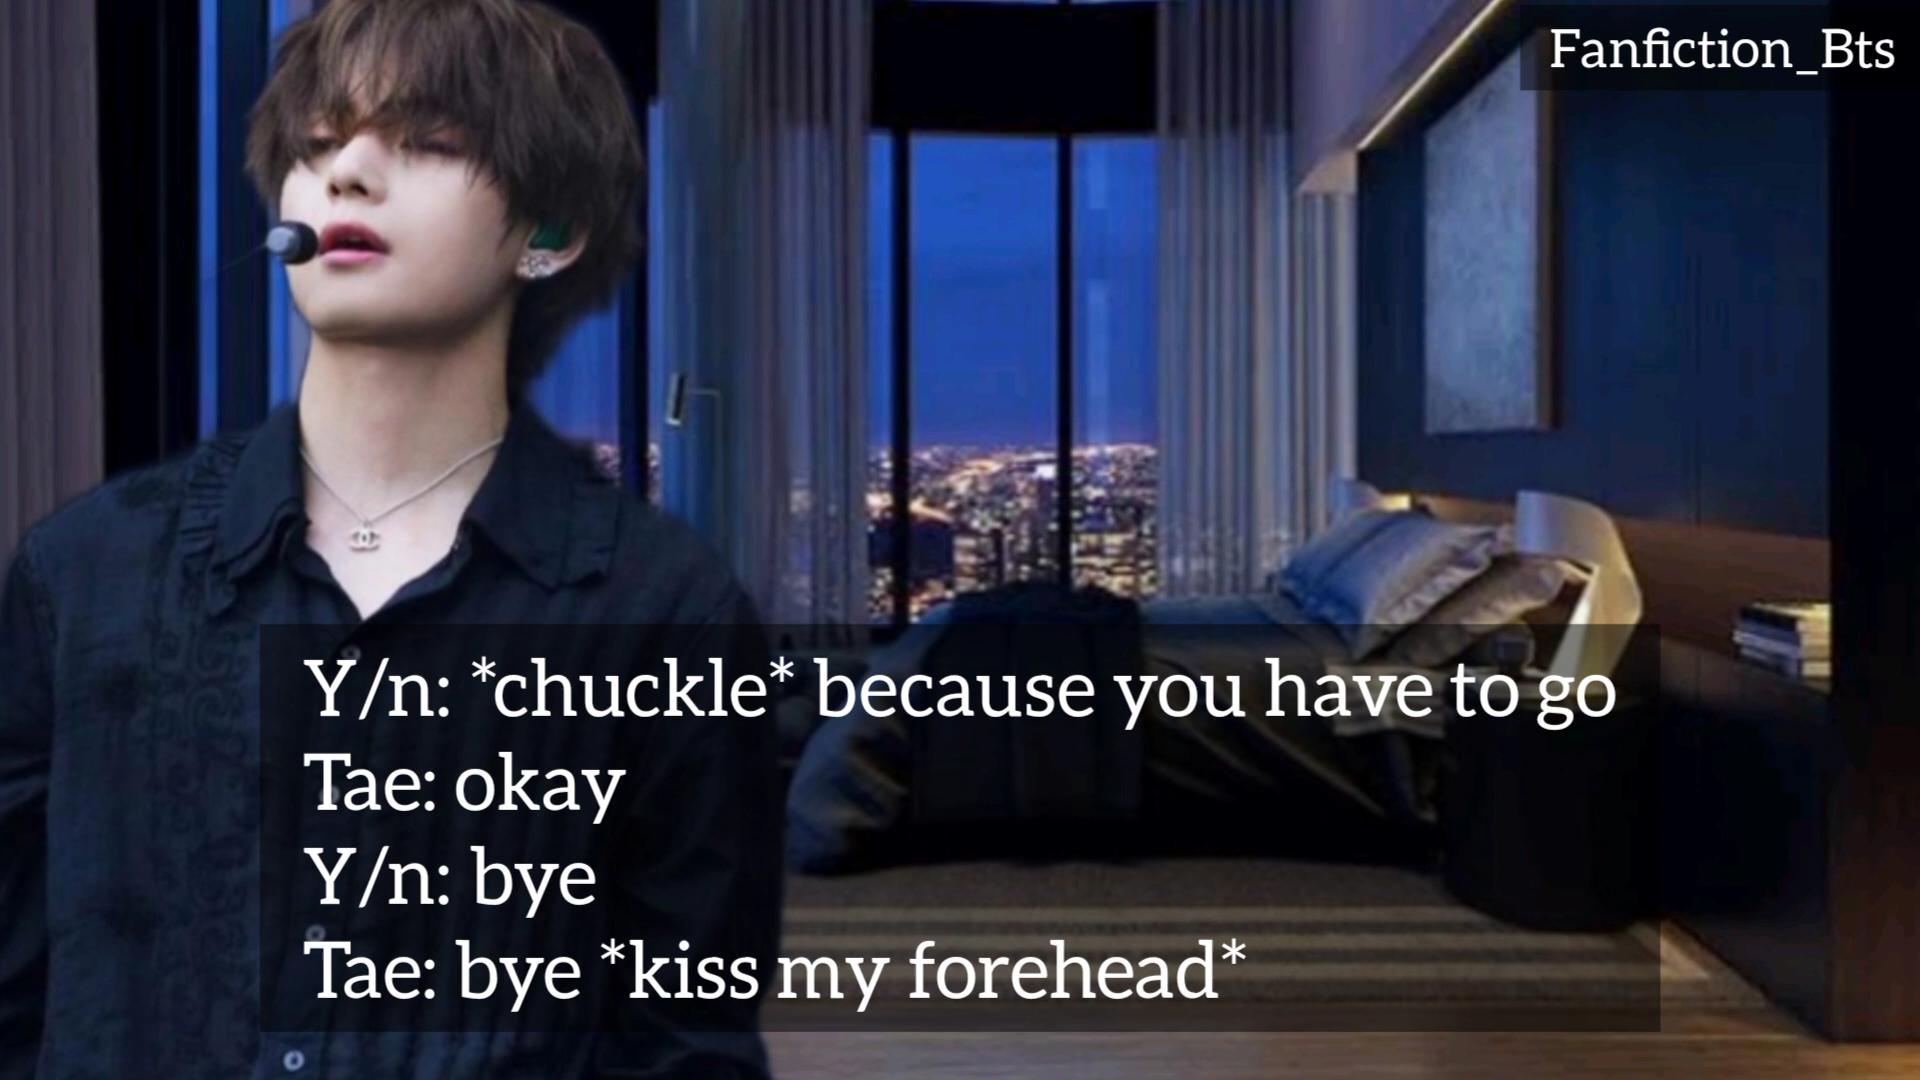 Fanfiction_Bts
Y/n: *chuckle* because you have to go
Tae: okay
Y/n: bye
Tae: bye *kiss my forehead*